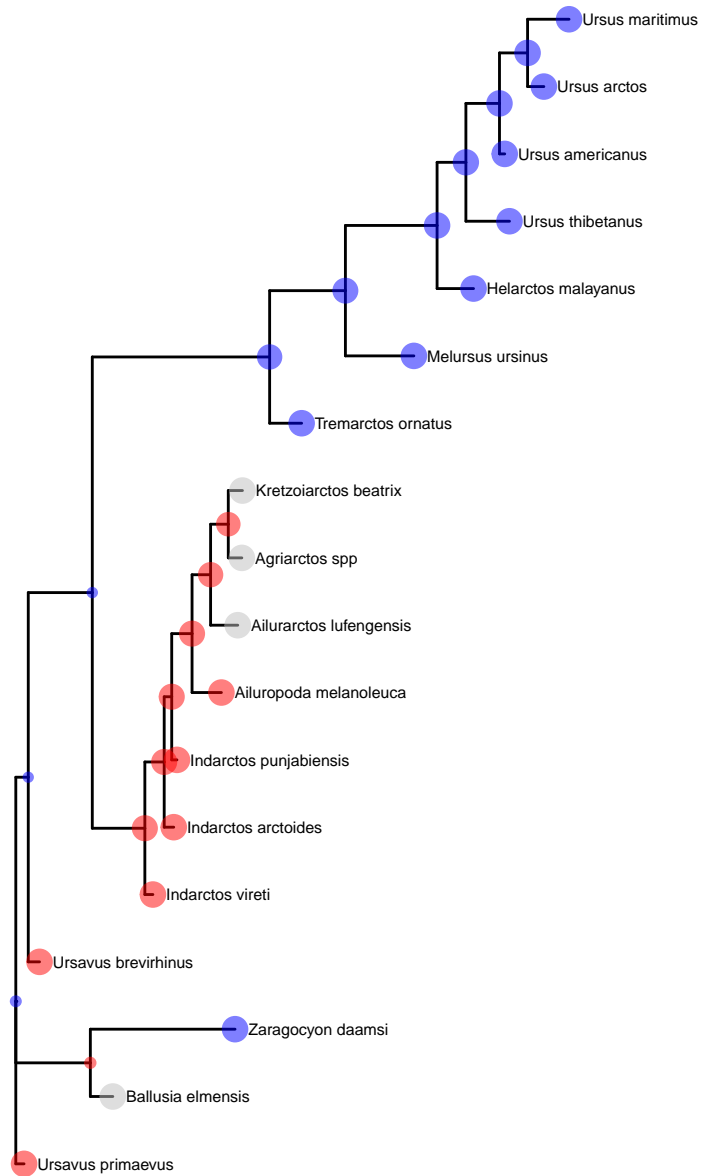 Ursus maritimus
Ursus arctos
Ursus americanus
Ursus thibetanus
Helarctos malayanus
Melursus ursinus
Tremarctos ornatus
Kretzoiarctos beatrix
Agriarctos spp
Ailurarctos lufengensis
Ailuropoda melanoleuca
Indarctos punjabiensis
Indarctos arctoides
Indarctos vireti
Ursavus brevirhinus
Zaragocyon daamsi
Ballusia elmensis
Ursavus primaevus